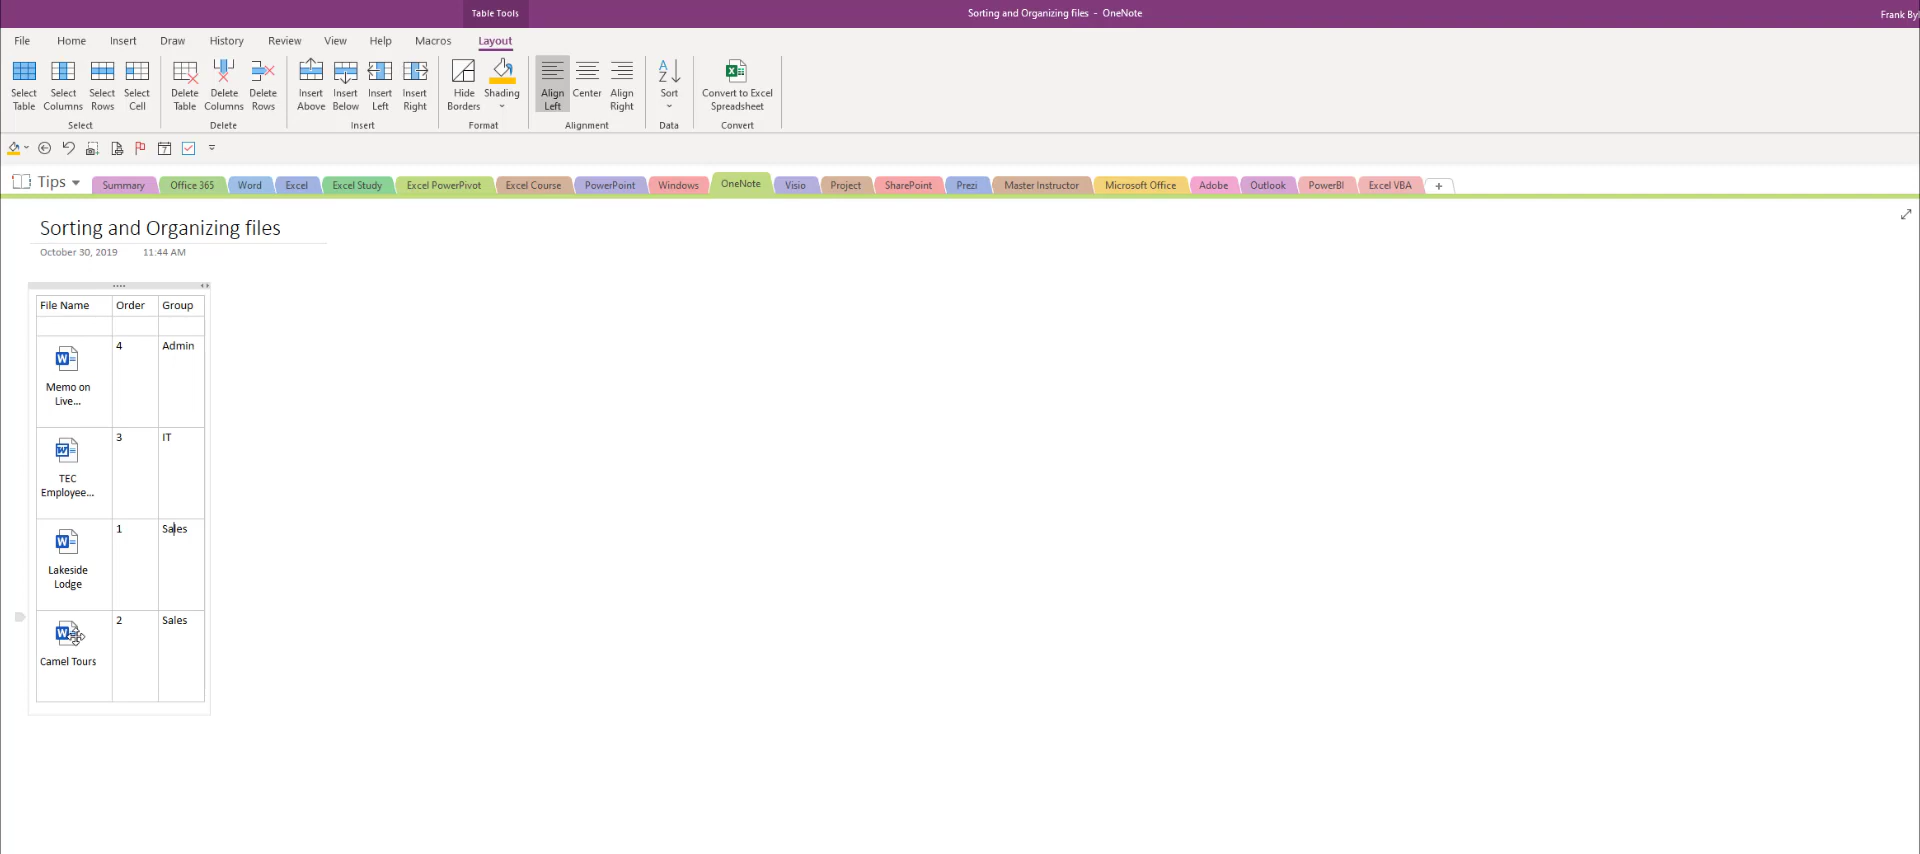 Table Tools
Sorting and Organizing files - OneNote
Frank Byl
File Home Insert Draw History Review View Help Macros Layout
Select Table
Select Columns
Select Rows
Select Cell
Select
Delete Table
Delete Columns
Delete Rows
Delete
Insert Above
Insert Below
Insert Left
Insert Right
Insert
Hide Borders
Shading
Format
Align Left
Center
Align Right
Alignment
A
Z
Sort
Data
Convert to Excel
Spreadsheet
Convert
7
Tips
Summary Office 365 Word Excel Excel Study Excel PowerPivot Excel Course PowerPoint Windows OneNote Visio Project SharePoint Prezi Master Instructor Microsoft Office Adobe Outlook PowerBI Excel VBA +
Sorting and Organizing files
October 30, 2019 11:44 AM
File Name Order Group
4 Admin
W
Memo on
Live...
3 IT
W
TEC
Employee...
1 Sales
W
Lakeside
Lodge
2 Sales
W
Camel Tours